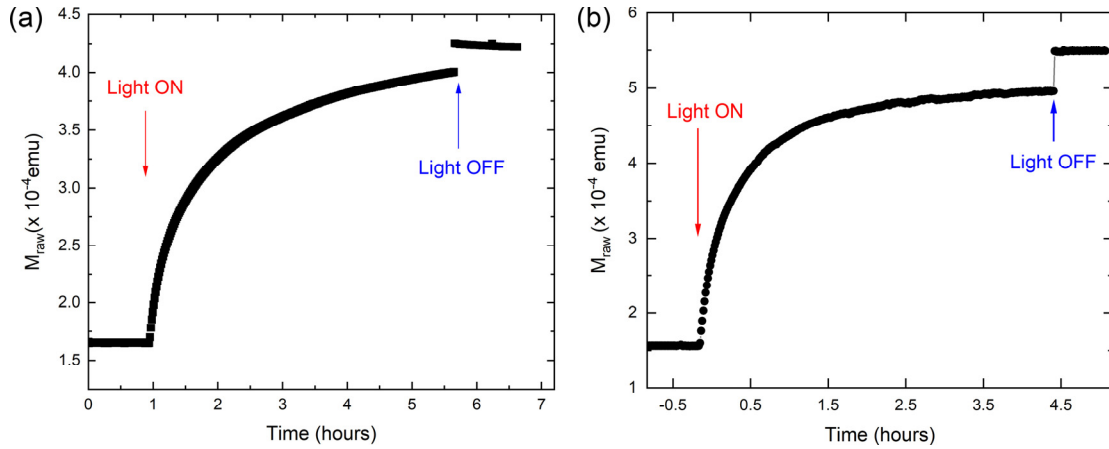 (a)
4.5
4.0
3.5
3.0
2.5
2.0
1.5
M_raw(x 10⁻⁴emu)
Light ON
Light OFF
0 1 2 3 4 5 6 7
Time (hours)
(b)
6
5
4
3
2
1
M_raw(x 10⁻⁴ emu)
Light ON
Light OFF
-0.5 0.5 1.5 2.5 3.5 4.5
Time (hours)